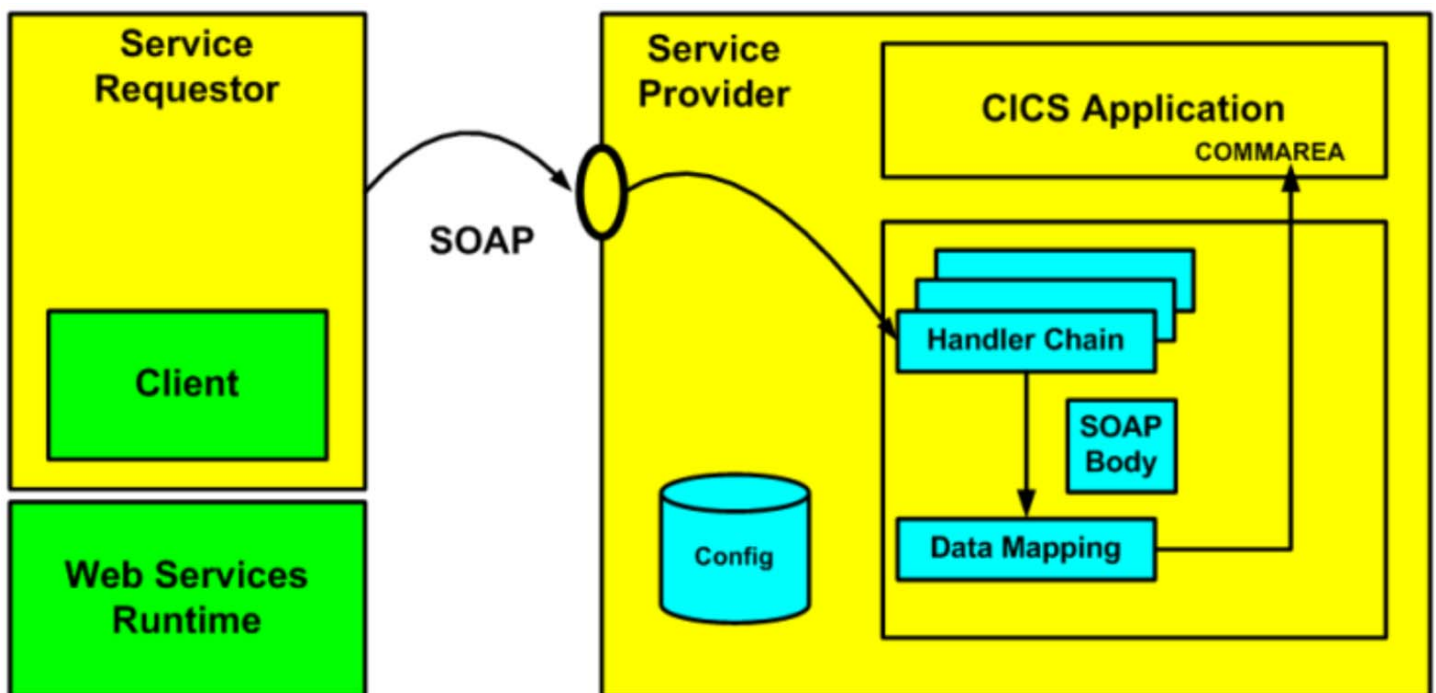 Service
Requestor
Client
Web Services
Runtime
SOAP
Service
Provider
CICS Application
COMMAREA
Handler Chain
SOAP
Body
Data Mapping
Config